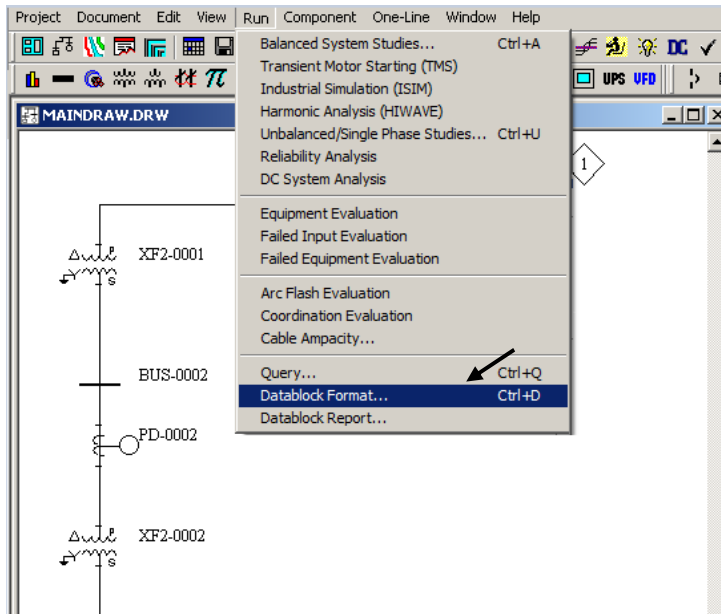 Project Document Edit View Run Component One-Line Window Help
DC
π UPS VFD
MAINDRAW.DRW
Balanced System Studies... Ctrl+A
Transient Motor Starting (TMS)
Industrial Simulation (ISIM)
Harmonic Analysis (HIWAVE)
Unbalanced/Single Phase Studies... Ctrl+U
Reliability Analysis
DC System Analysis
Equipment Evaluation
Failed Input Evaluation
Failed Equipment Evaluation
Arc Flash Evaluation
Coordination Evaluation
Cable Ampacity...
Query... Ctrl+Q
Datablock Format... Ctrl+D
Datablock Report...
1
XF2-0001
S
BUS-0002
PD-0002
XF2-0002
S